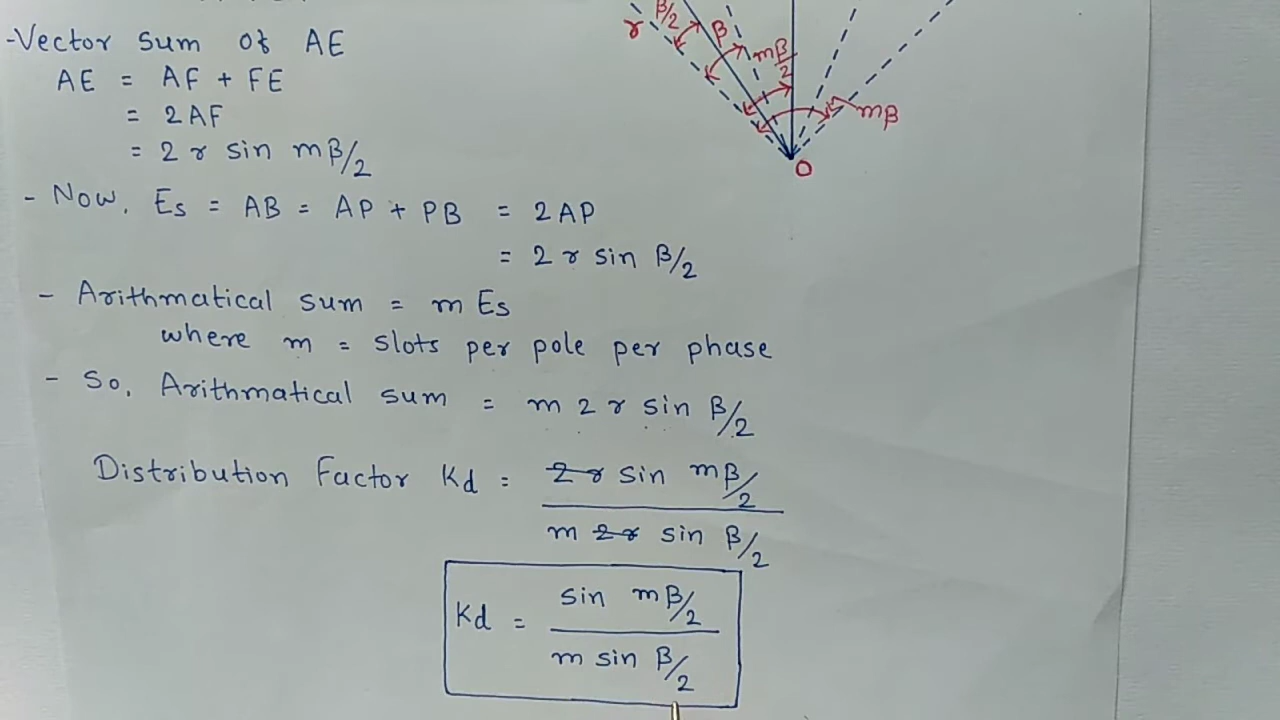 -Vector sum Of AE
AE = AF + FE
= 2AF
= 2 r sin mβ/2
- Now, Es = AB = AP + PB = 2AP
= 2 r sin β/2
- Arithmatical sum = m Es
where m = slots per pole per phase
- So, Arithmatical sum = m 2 r sin β/2
Distribution Factor Kd = 2r sin mβ/2
m 2r sin β/2
Kd = sin mβ/2
m sin β/2
r
β/2
β
mβ/2
mβ
O